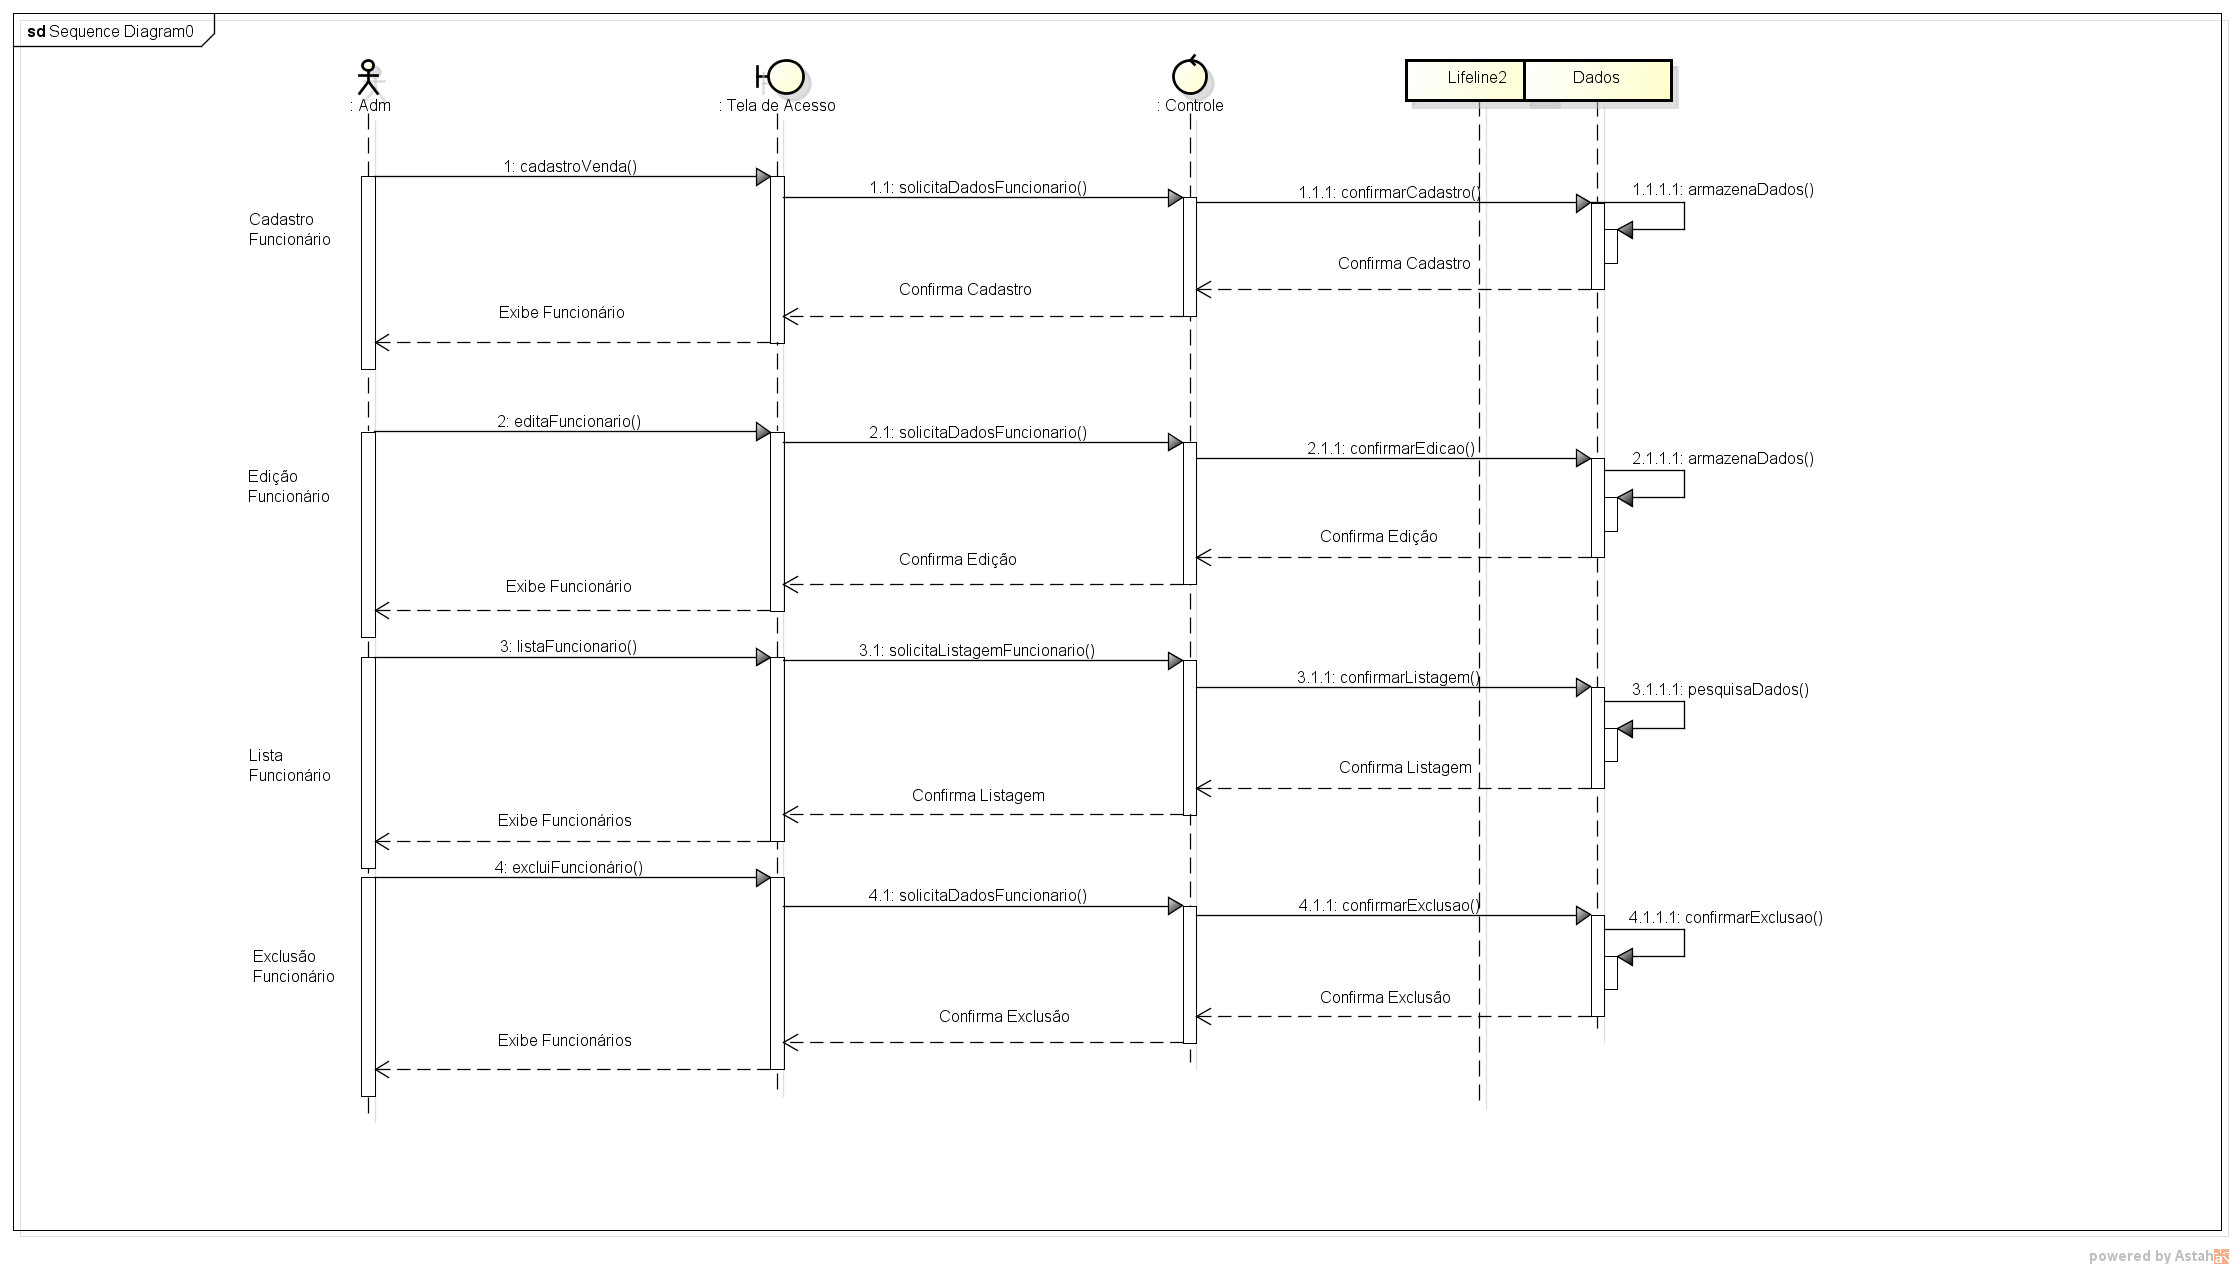 sd Sequence Diagram0
: Adm
: Tela de Acesso
: Controle
Lifeline2
Dados
1: cadastroVenda()
1.1: solicitaDadosFuncionario()
1.1.1: confirmarCadastro()
1.1.1.1: armazenaDados()
Cadastro
Funcionário
Confirma Cadastro
Confirma Cadastro
Exibe Funcionário
2: editaFuncionario()
2.1: solicitaDadosFuncionario()
2.1.1: confirmarEdicao()
2.1.1.1: armazenaDados()
Edição
Funcionário
Confirma Edição
Confirma Edição
Exibe Funcionário
3: listaFuncionario()
3.1: solicitaListagemFuncionario()
3.1.1: confirmarListagem()
3.1.1.1: pesquisaDados()
Lista
Funcionário
Confirma Listagem
Confirma Listagem
Exibe Funcionários
4: excluiFuncionário()
4.1: solicitaDadosFuncionario()
4.1.1: confirmarExclusao()
4.1.1.1: confirmarExclusao()
Exclusão
Funcionário
Confirma Exclusão
Confirma Exclusão
Exibe Funcionários
powered by Astah